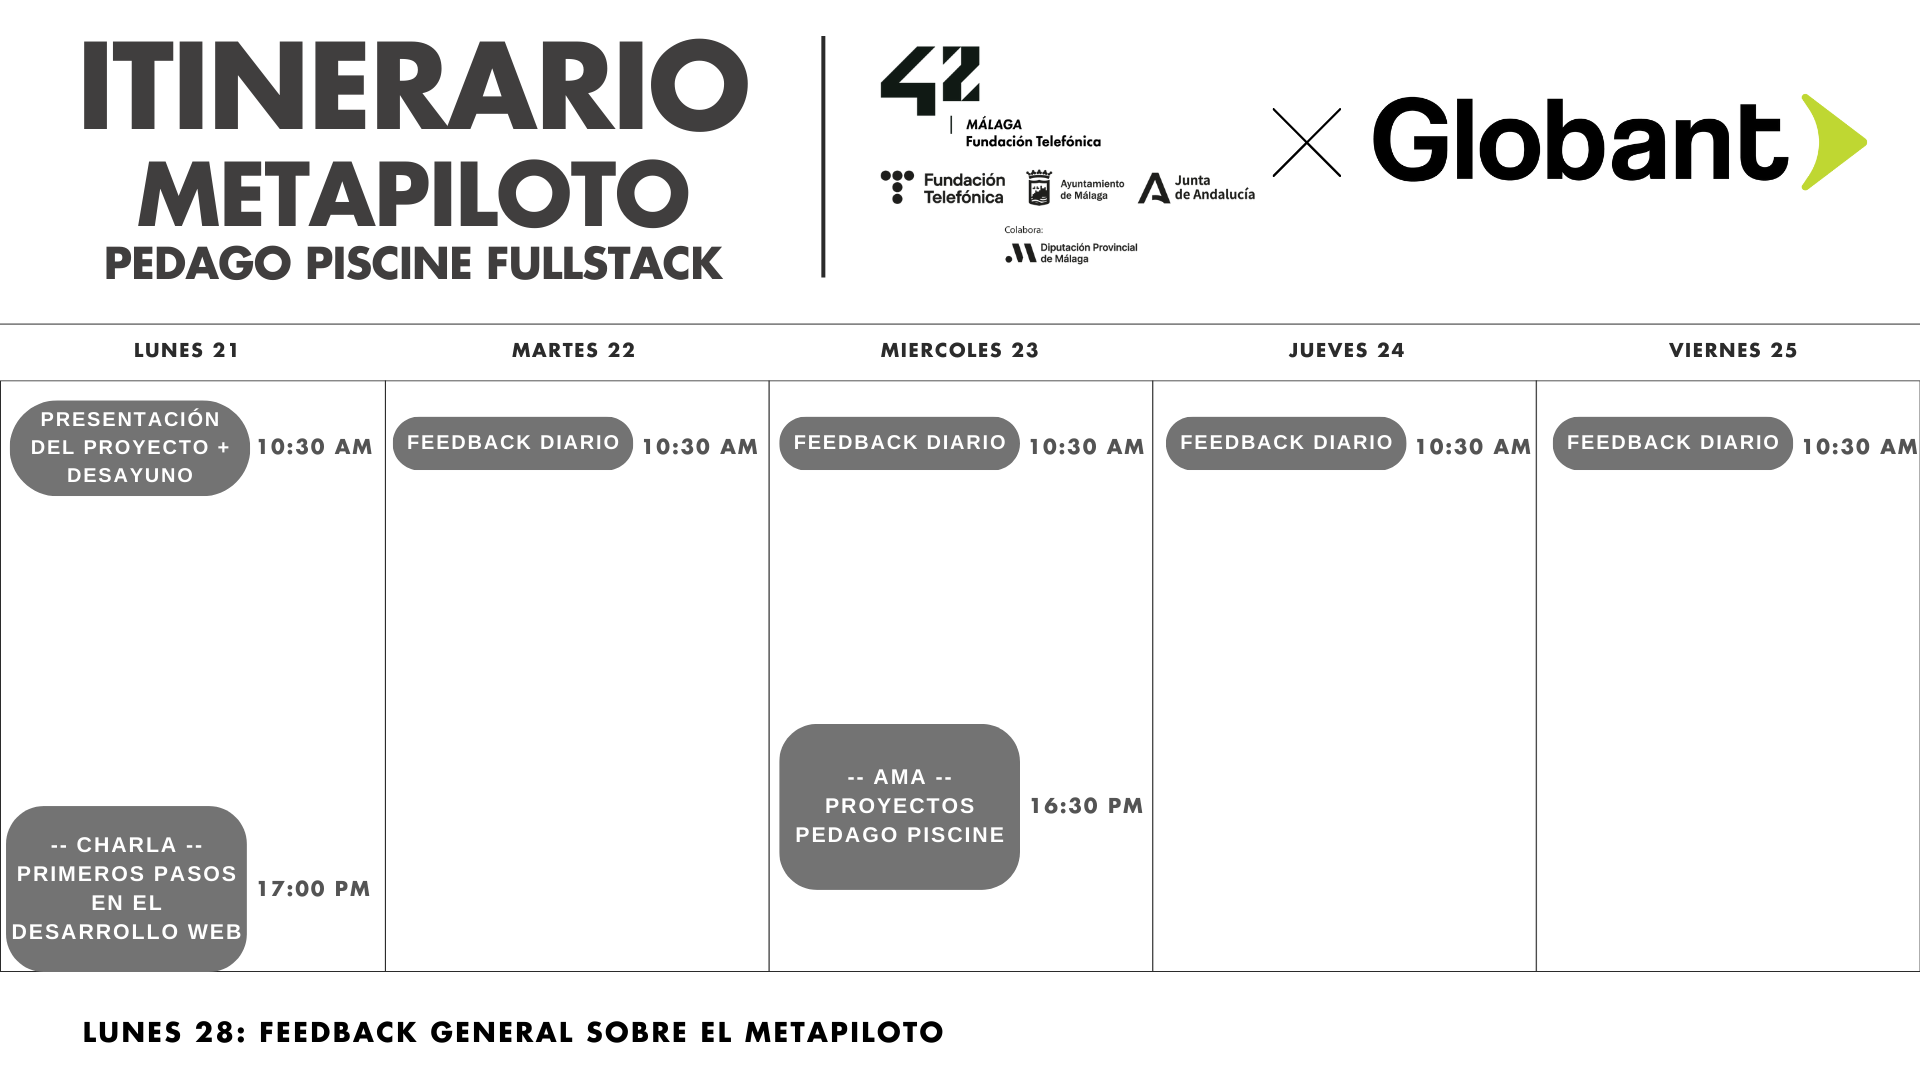 ITINERARIO
METAPILOTO
PEDAGO PISCINE FULLSTACK
42
MÁLAGA
Fundación Telefónica
Fundación
Telefónica
Ayuntamiento
de Málaga
Junta
de Andalucía
Colabora:
Diputación Provincial
de Málaga
Globant
LUNES 21
MARTES 22
MIERCOLES 23
JUEVES 24
VIERNES 25
PRESENTACIÓN
DEL PROYECTO +
DESAYUNO
10:30 AM
FEEDBACK DIARIO
10:30 AM
FEEDBACK DIARIO
10:30 AM
FEEDBACK DIARIO
10:30 AM
FEEDBACK DIARIO
10:30 AM
-- CHARLA --
PRIMEROS PASOS
EN EL
DESARROLLO WEB
17:00 PM
-- AMA --
PROYECTOS
PEDAGO PISCINE
16:30 PM
LUNES 28: FEEDBACK GENERAL SOBRE EL METAPILOTO